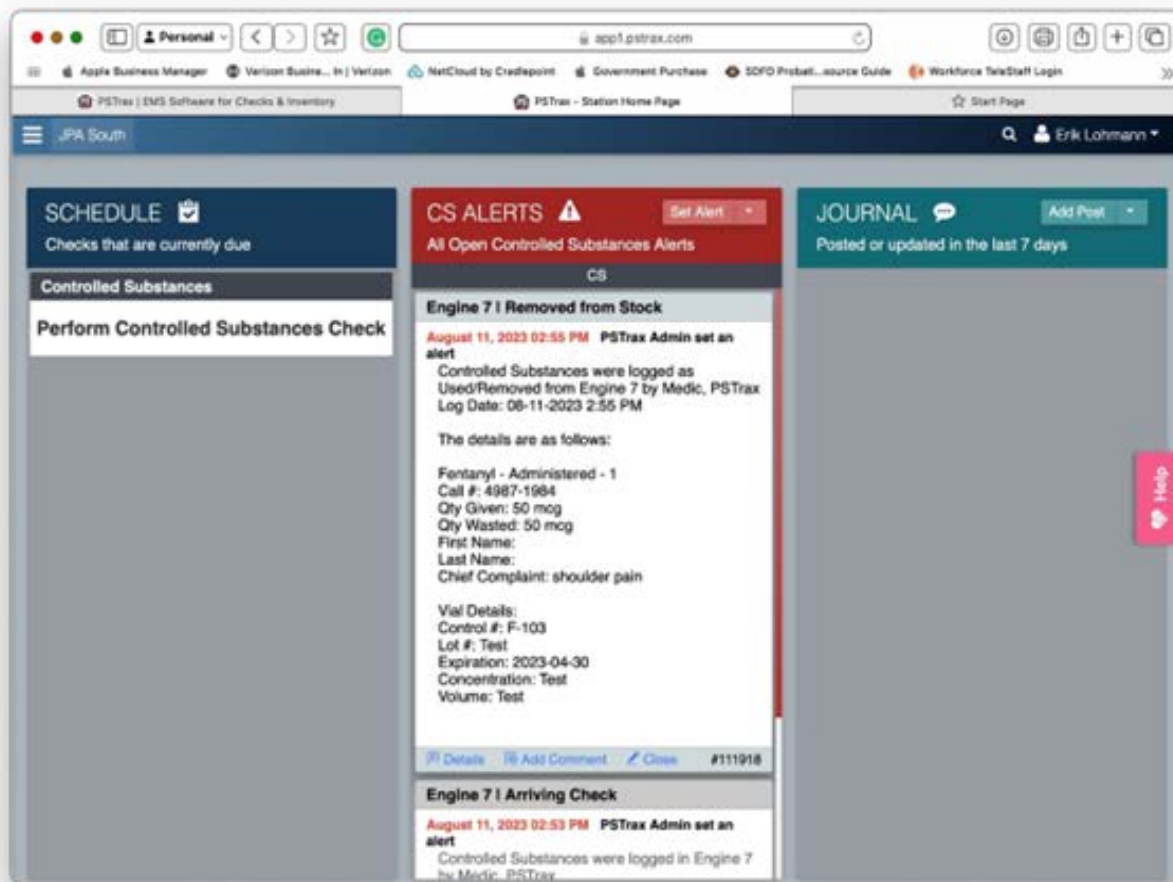 Personal
app1.pstrax.com
Apple Business Manager
Verizon Busine... In | Verizon
NetCloud by Cradlepoint
Government Purchase
SDFD Probati...ource Guide
Workforce TeleStaff Login
PSTrax | EMS Software for Checks & Inventory
PSTrax - Station Home Page
Start Page
JPA South
Erik Lohmann
SCHEDULE
Checks that are currently due
Controlled Substances
Perform Controlled Substances Check
CS ALERTS
Set Alert
All Open Controlled Substances Alerts
CS
Engine 7 | Removed from Stock
August 11, 2023 02:55 PM PSTrax Admin set an
alert
Controlled Substances were logged as
Used/Removed from Engine 7 by Medic, PSTrax
Log Date: 08-11-2023 2:55 PM
The details are as follows:
Fentanyl - Administered - 1
Call #: 4987-1984
Qty Given: 50 mcg
Qty Wasted: 50 mcg
First Name:
Last Name:
Chief Complaint: shoulder pain
Vial Details:
Control #: F-103
Lot #: Test
Expiration: 2023-04-30
Concentration: Test
Volume: Test
Details Add Comment Close #111918
Engine 7 | Arriving Check
August 11, 2023 02:53 PM PSTrax Admin set an
alert
Controlled Substances were logged in Engine 7
by Medic, PSTrax
JOURNAL
Add Post
Posted or updated in the last 7 days
Help